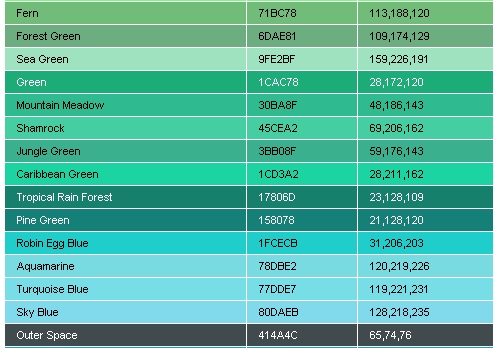 Fern 71BC78 113,188,120
Forest Green 6DAE81 109,174,129
Sea Green 9FE2BF 159,226,191
Green 1CAC78 28,172,120
Mountain Meadow 30BA8F 48,186,143
Shamrock 45CEA2 69,206,162
Jungle Green 3BB08F 59,176,143
Caribbean Green 1CD3A2 28,211,162
Tropical Rain Forest 17806D 23,128,109
Pine Green 158078 21,128,120
Robin Egg Blue 1FCECB 31,206,203
Aquamarine 78DBE2 120,219,226
Turquoise Blue 77DDE7 119,221,231
Sky Blue 80DAEB 128,218,235
Outer Space 414A4C 65,74,76